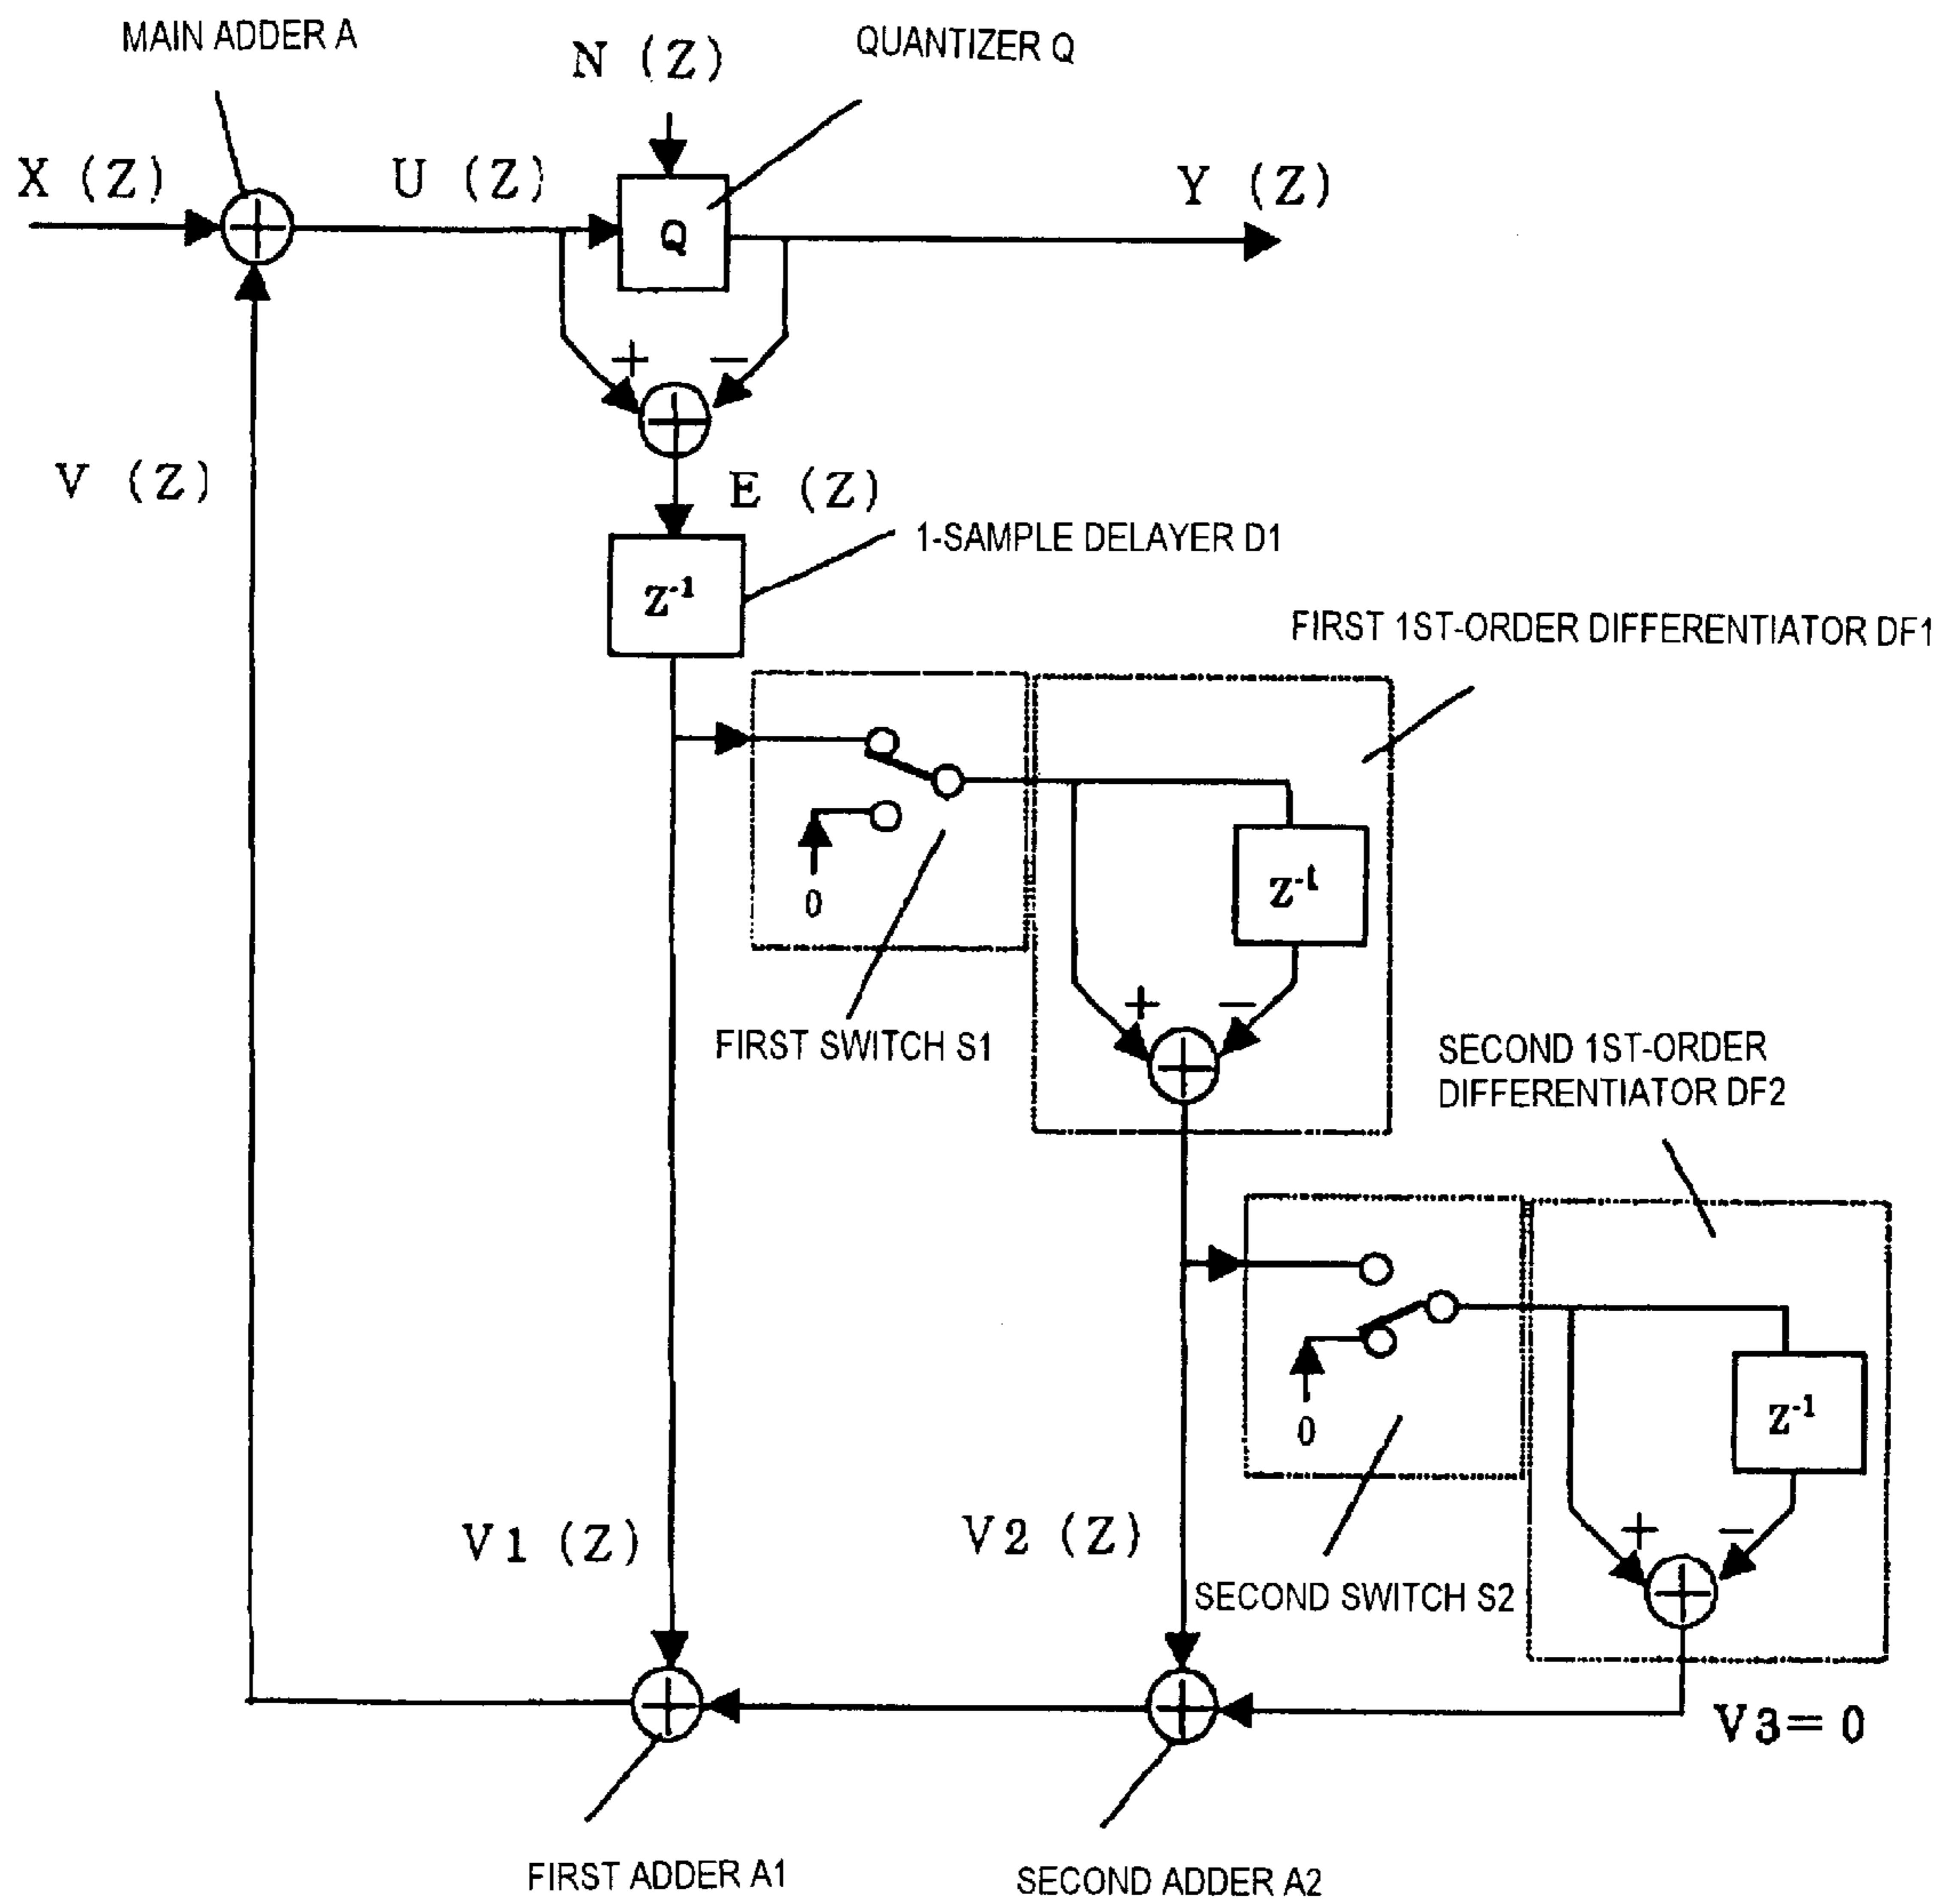 MAIN ADDER A
N (Z)
QUANTIZER Q
X (Z)
U (Z)
Y (Z)
Q
+
−
V (Z)
E (Z)
1-SAMPLE DELAYER D1
Z⁻¹
FIRST 1ST-ORDER DIFFERENTIATOR DF1
0
Z⁻¹
+
−
FIRST SWITCH S1
SECOND 1ST-ORDER
DIFFERENTIATOR DF2
0
Z⁻¹
V1 (Z)
V2 (Z)
+
−
SECOND SWITCH S2
V3=0
FIRST ADDER A1
SECOND ADDER A2